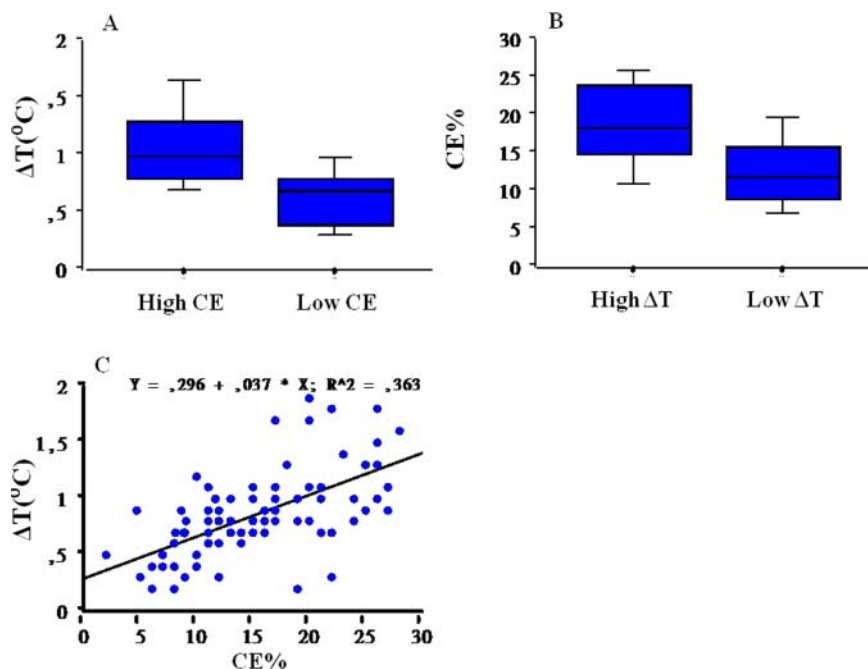 A
ΔT(⁰C)
2
,5
1
,5
0
High CE
Low CE
B
CE%
30
25
20
15
10
5
0
High ΔT
Low ΔT
C
Y = ,296 + ,037 * X; R^2 = ,363
ΔT(⁰C)
2
1,5
1
,5
0
0 5 10 15 20 25 30
CE%